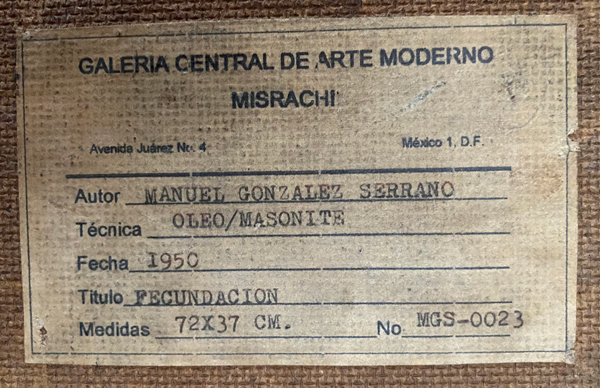 GALERIA CENTRAL DE ARTE MODERNO
MISRACHI
Avenida Juárez No. 4 México 1, D.F.
Autor MANUEL GONZALEZ SERRANO
Técnica OLEO/MASONITE
Fecha 1950
Titulo FECUNDACION
Medidas 72X37 CM. No MGS-0023